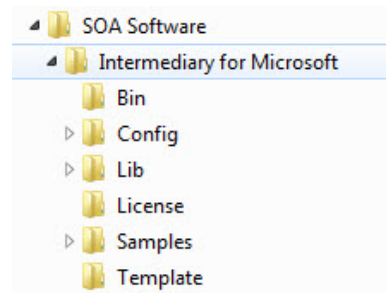 SOA Software
Intermediary for Microsoft
Bin
Config
Lib
License
Samples
Template